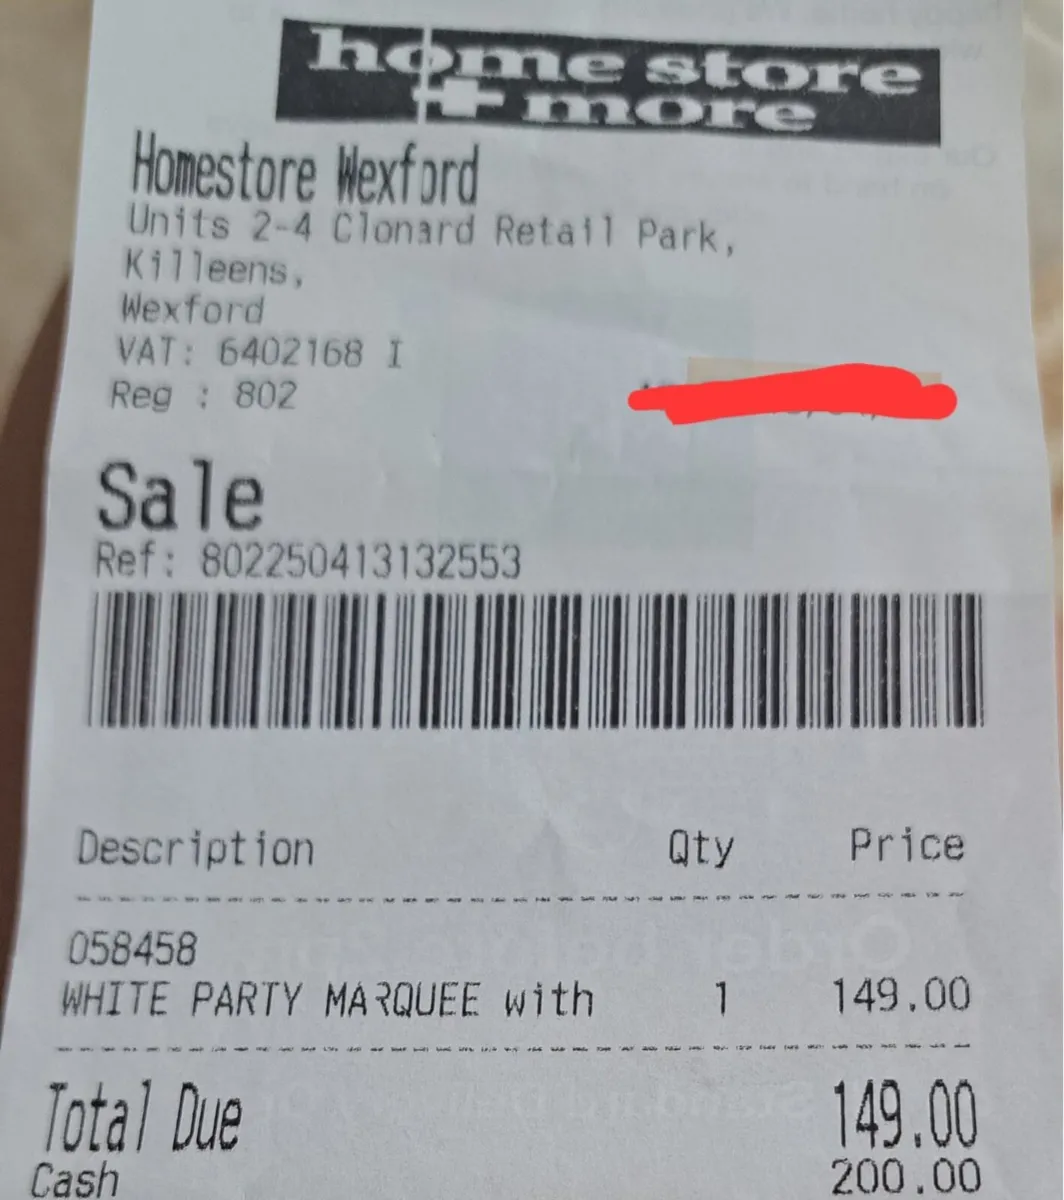 home store
+ more
Homestore Wexford
Units 2-4 Clonard Retail Park,
Killeens,
Wexford
VAT: 6402168 I
Reg : 802
Sale
Ref: 802250413132553
Description Qty Price
058458
WHITE PARTY MARQUEE with 1 149.00
Total Due 149.00
Cash 200.00